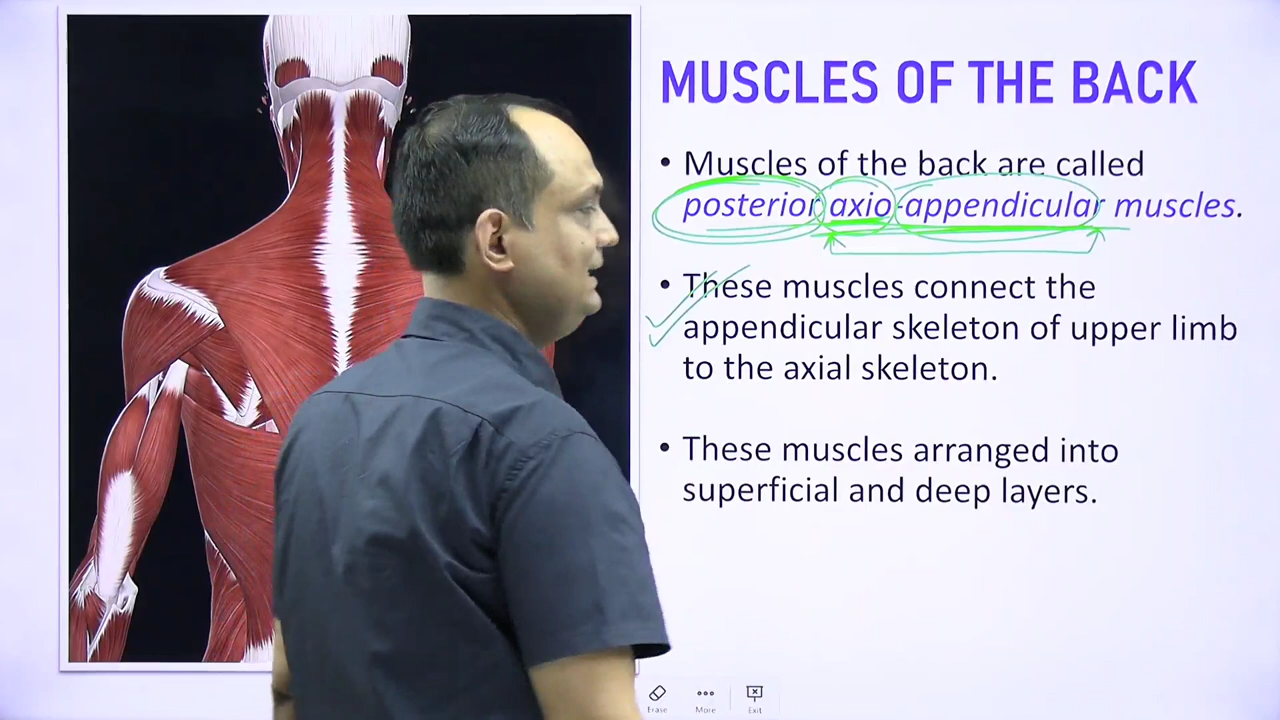 MUSCLES OF THE BACK
• Muscles of the back are called
posterior axio-appendicular muscles.
• These muscles connect the
appendicular skeleton of upper limb
to the axial skeleton.
• These muscles arranged into
superficial and deep layers.
Erase
More
Exit